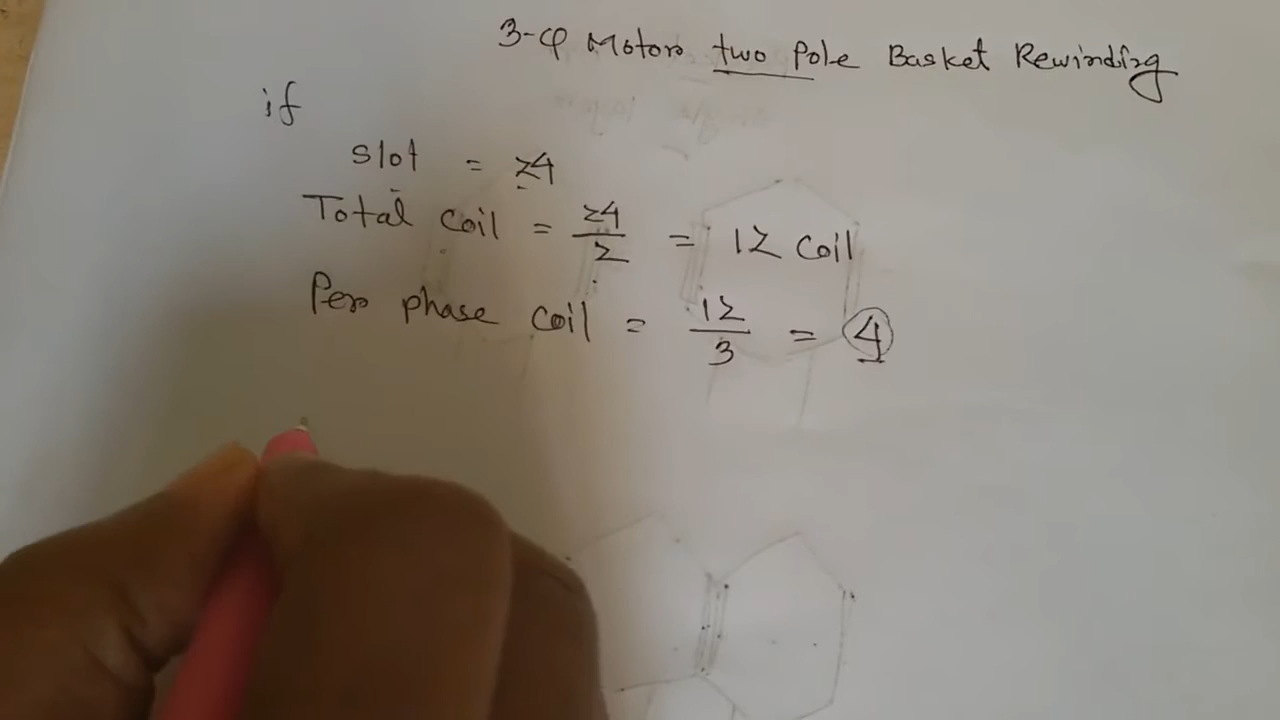 3-φ Motor two Pole Basket Rewinding
if
slot = 24
Total coil = 24/2 = 12 coil
Per phase coil = 12/3 = 4